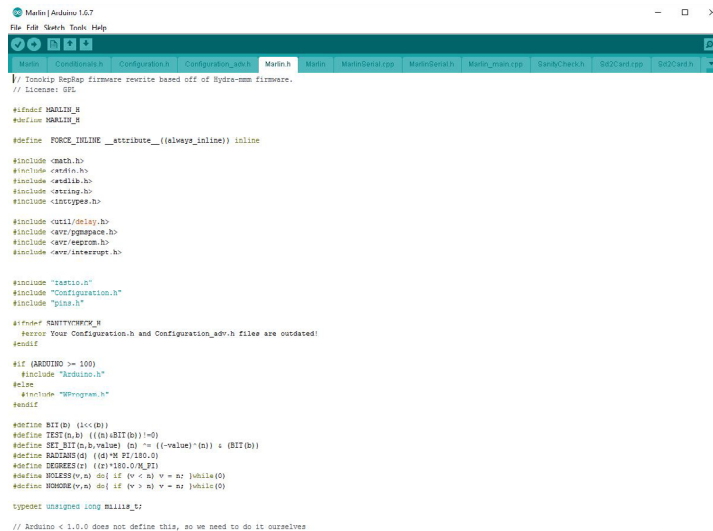 Marlin | Arduino 1.6.7
File Edit Sketch Tools Help
Marlin Conditionals.h Configuration.h Configuration_adv.h Marlin.h Marlin MarlinSerial.cpp MarlinSerial.h Marlin_main.cpp SanityCheck.h Sd2Card.cpp Sd2Card.h
// Tonokip RepRap firmware rewrite based off of Hydra-mmm firmware.
// License: GPL
#ifndef MARLIN_H
#define MARLIN_H
#define FORCE_INLINE __attribute__((always_inline)) inline
#include <math.h>
#include <stdio.h>
#include <stdlib.h>
#include <string.h>
#include <inttypes.h>
#include <util/delay.h>
#include <avr/pgmspace.h>
#include <avr/eeprom.h>
#include <avr/interrupt.h>
#include "fastio.h"
#include "Configuration.h"
#include "pins.h"
#ifndef SANITYCHECK_H
#error Your Configuration.h and Configuration_adv.h files are outdated!
#endif
#if (ARDUINO >= 100)
#include "Arduino.h"
#else
#include "WProgram.h"
#endif
#define BIT(b) (1<<(b))
#define TEST(n,b) (((n)&BIT(b))!=0)
#define SET_BIT(n,b,value) (n) ^= ((-value)^(n)) & (BIT(b))
#define RADIANS(d) ((d)*M_PI/180.0)
#define DEGREES(r) ((r)*180.0/M_PI)
#define NOLESS(v,n) do{ if (v < n) v = n; }while(0)
#define NOMORE(v,n) do{ if (v > n) v = n; }while(0)
typedef unsigned long millis_t;
// Arduino < 1.0.0 does not define this, so we need to do it ourselves